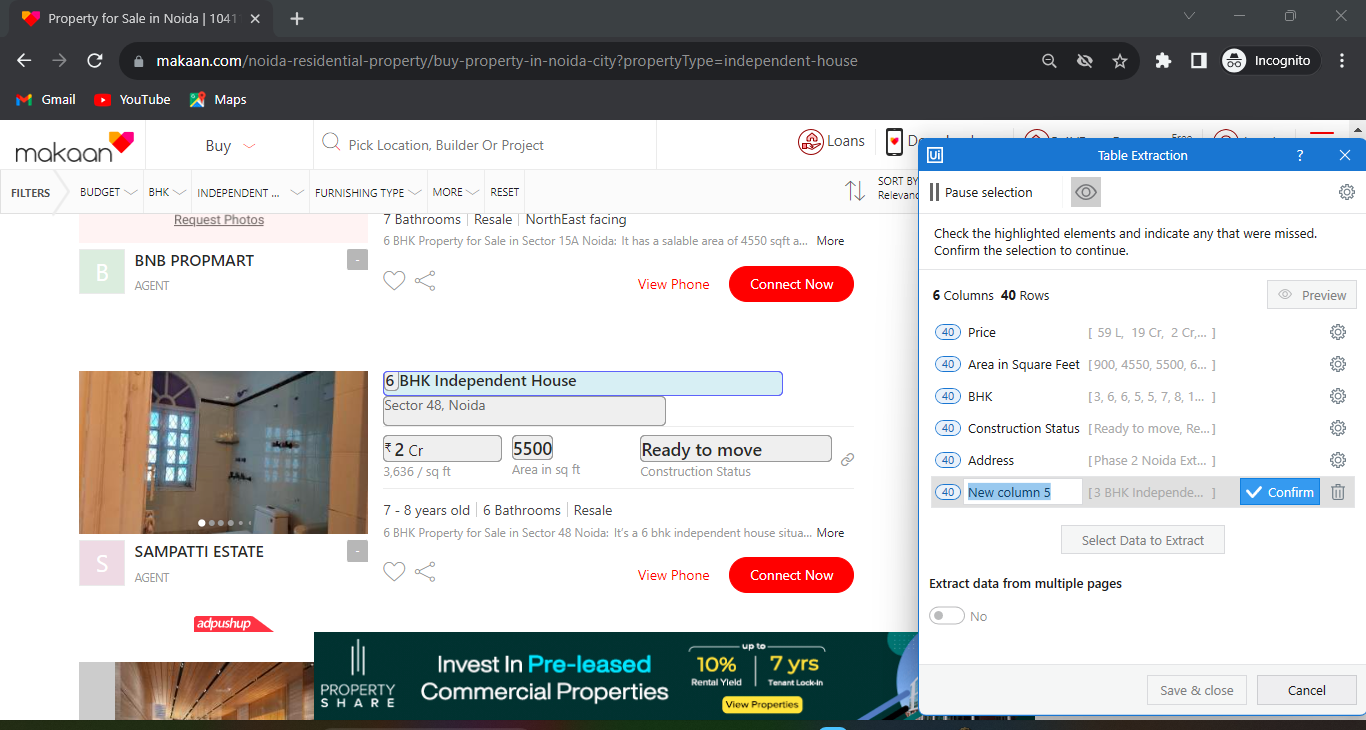 Property for Sale in Noida | 1041
makaan.com/noida-residential-property/buy-property-in-noida-city?propertyType=independent-house
Incognito
Gmail
YouTube
Maps
makaan
Buy
Pick Location, Builder Or Project
Loans
FILTERS
BUDGET
BHK
INDEPENDENT ...
FURNISHING TYPE
MORE
RESET
SORT BY
Relevanc
Request Photos
7 Bathrooms
Resale
NorthEast facing
6 BHK Property for Sale in Sector 15A Noida: It has a salable area of 4550 sqft a... More
B
BNB PROPMART
AGENT
-
View Phone
Connect Now
6 BHK Independent House
Sector 48, Noida
₹ 2 Cr
3,636 / sq ft
5500
Area in sq ft
Ready to move
Construction Status
7 - 8 years old
6 Bathrooms
Resale
6 BHK Property for Sale in Sector 48 Noida: It's a 6 bhk independent house situa... More
S
SAMPATTI ESTATE
AGENT
-
View Phone
Connect Now
adpushup
PROPERTY
SHARE
Invest In Pre-leased
Commercial Properties
up to
10%
Rental Yield
7 yrs
Tenant Lock-in
View Properties
Ui
Table Extraction
?
Pause selection
Check the highlighted elements and indicate any that were missed.
Confirm the selection to continue.
6 Columns 40 Rows
Preview
40 Price [ 59 L, 19 Cr, 2 Cr,... ]
40 Area in Square Feet [900, 4550, 5500, 6... ]
40 BHK [3, 6, 6, 5, 5, 7, 8, 1... ]
40 Construction Status [Ready to move, Re...]
40 Address [Phase 2 Noida Ext... ]
40 New column 5 [3 BHK Independe... ] Confirm
Select Data to Extract
Extract data from multiple pages
No
Save & close
Cancel